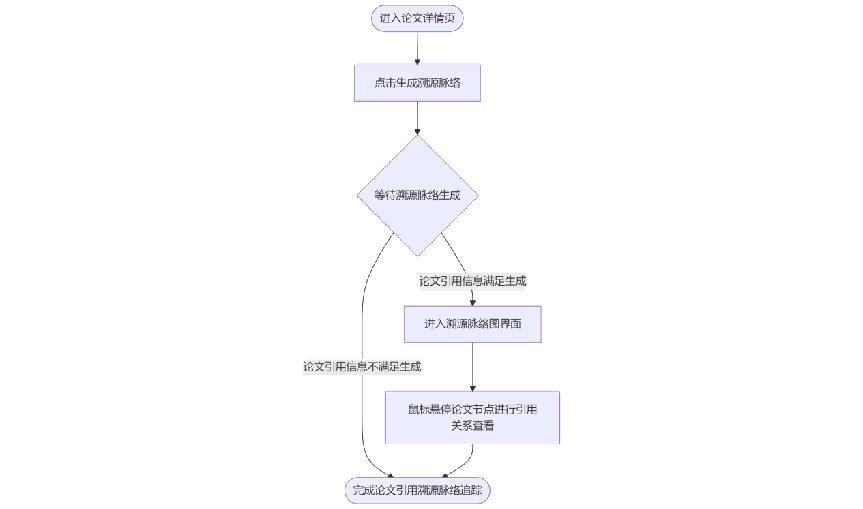 进入论文详情页
点击生成溯源脉络
等待溯源脉络生成
论文引用信息满足生成
进入溯源脉络图界面
论文引用信息不满足生成
鼠标悬停论文节点进行引用
关系查看
完成论文引用溯源脉络追踪